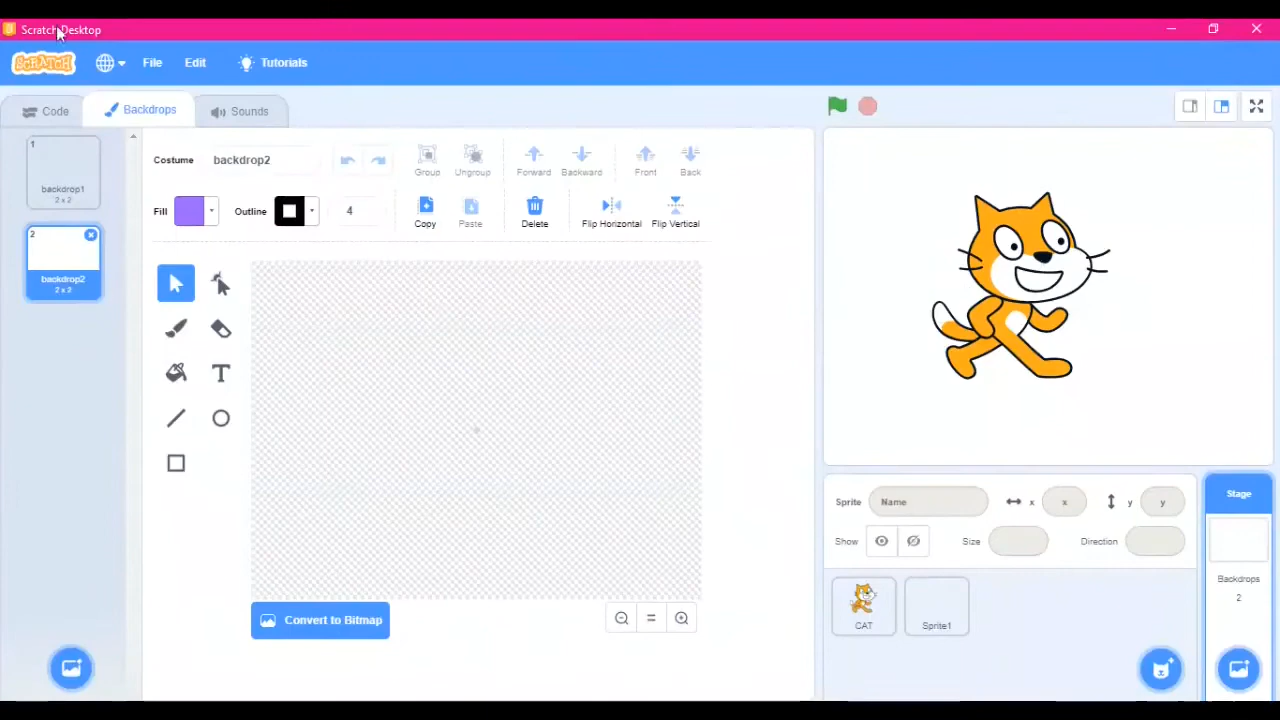 Scratch Desktop
SCRATCH File Edit Tutorials
Code Backdrops Sounds
1
backdrop1
2 x 2
2
backdrop2
2 x 2
Costume backdrop2 Group Ungroup Forward Backward Front Back
Fill Outline 4 Copy Paste Delete Flip Horizontal Flip Vertical
T
Convert to Bitmap
Sprite Name x x y y
Show Size Direction
CAT Sprite1
Stage
Backdrops
2